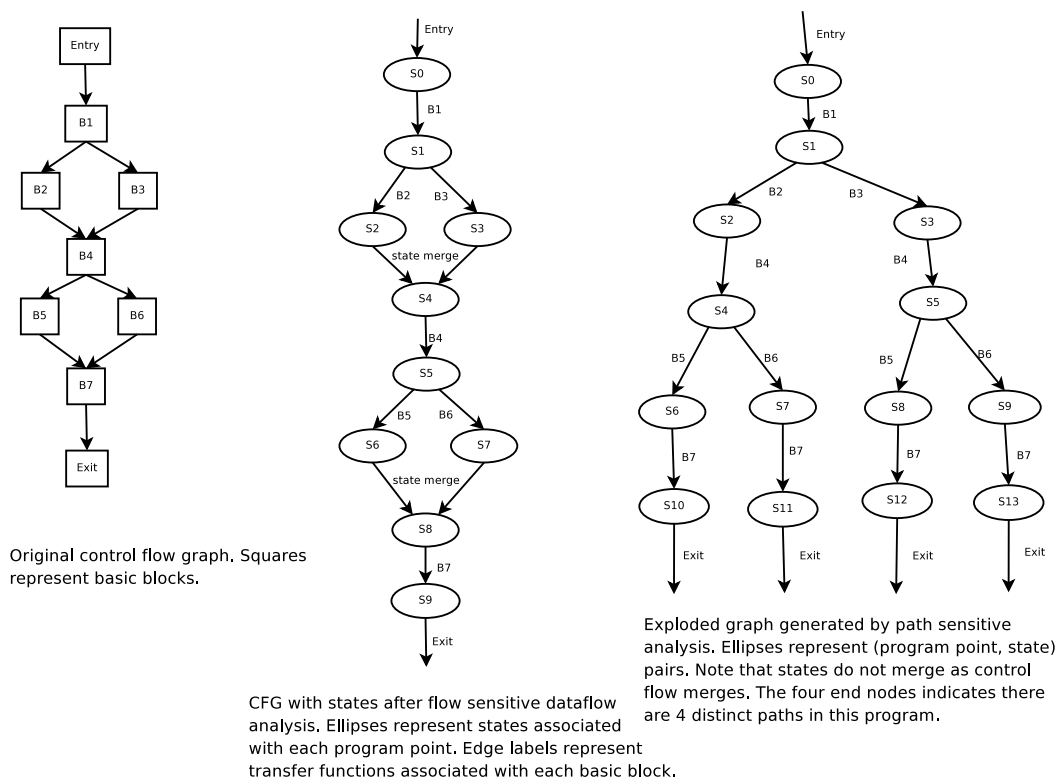 Entry
B1
B2
B3
B4
B5
B6
B7
Exit
Original control flow graph. Squares
represent basic blocks.
Entry
S0
B1
S1
B2
B3
S2
S3
state merge
S4
B4
S5
B5
B6
S6
S7
state merge
S8
B7
S9
Exit
CFG with states after flow sensitive dataflow
analysis. Ellipses represent states associated
with each program point. Edge labels represent
transfer functions associated with each basic block.
Entry
S0
B1
S1
B2
B3
S2
S3
B4
B4
S4
S5
B5
B6
B5
B6
S6
S7
S8
S9
B7
B7
B7
B7
S10
S11
S12
S13
Exit
Exit
Exit
Exit
Exploded graph generated by path sensitive
analysis. Ellipses represent (program point, state)
pairs. Note that states do not merge as control
flow merges. The four end nodes indicates there
are 4 distinct paths in this program.